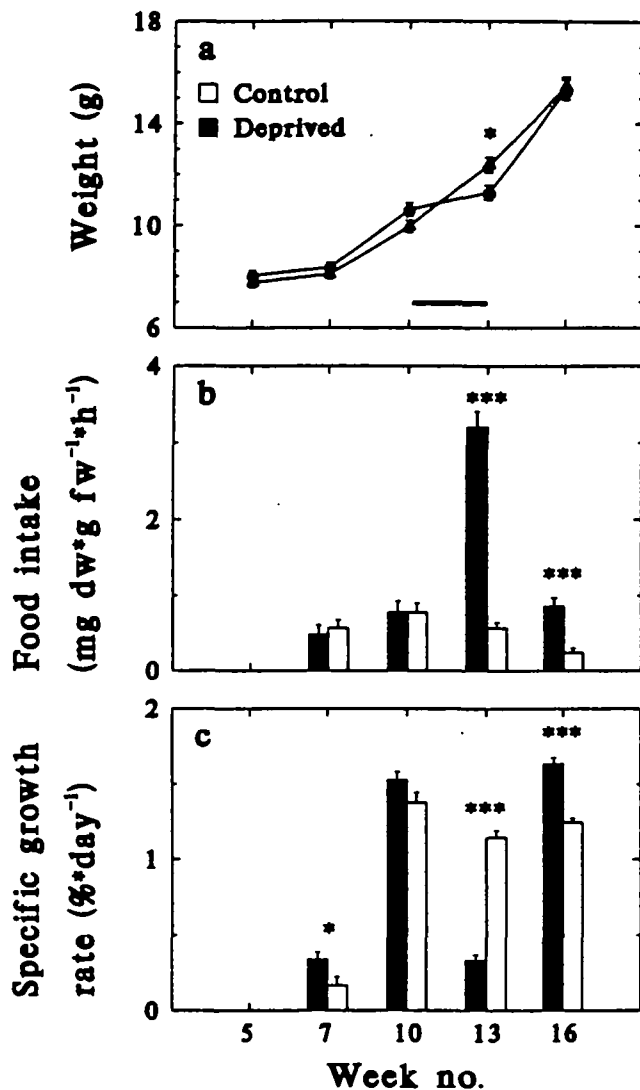 18
a
Control
Deprived
15
*
Weight (g)
10
6
4
b
***
Food intake
(mg dw*g fw⁻¹*h⁻¹)
2
***
0
2
c
***
Specific growth
rate (%*day⁻¹)
***
1
*
0
5 7 10 13 16
Week no.